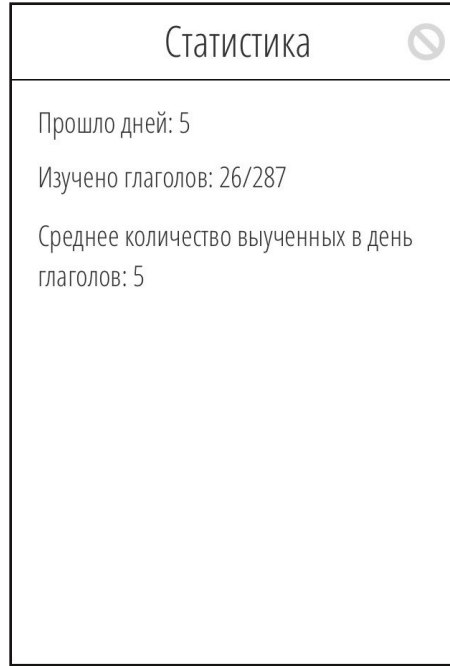 Статистика
Прошло дней: 5
Изучено глаголов: 26/287
Среднее количество выученных в день
глаголов: 5